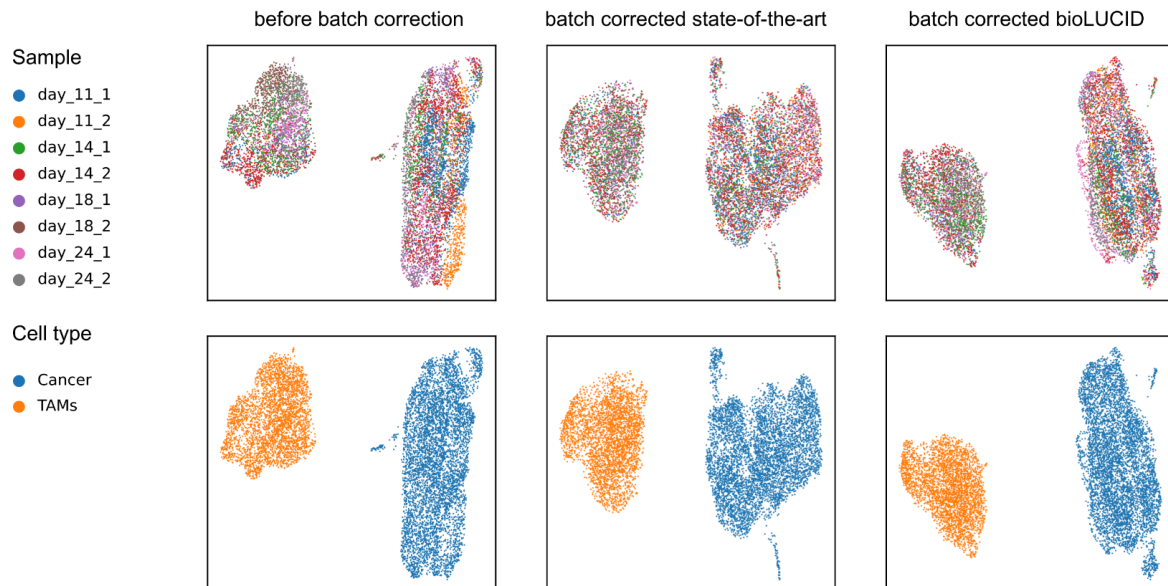 before batch correction
batch corrected state-of-the-art
batch corrected bioLUCID
Sample
day_11_1
day_11_2
day_14_1
day_14_2
day_18_1
day_18_2
day_24_1
day_24_2
Cell type
Cancer
TAMs